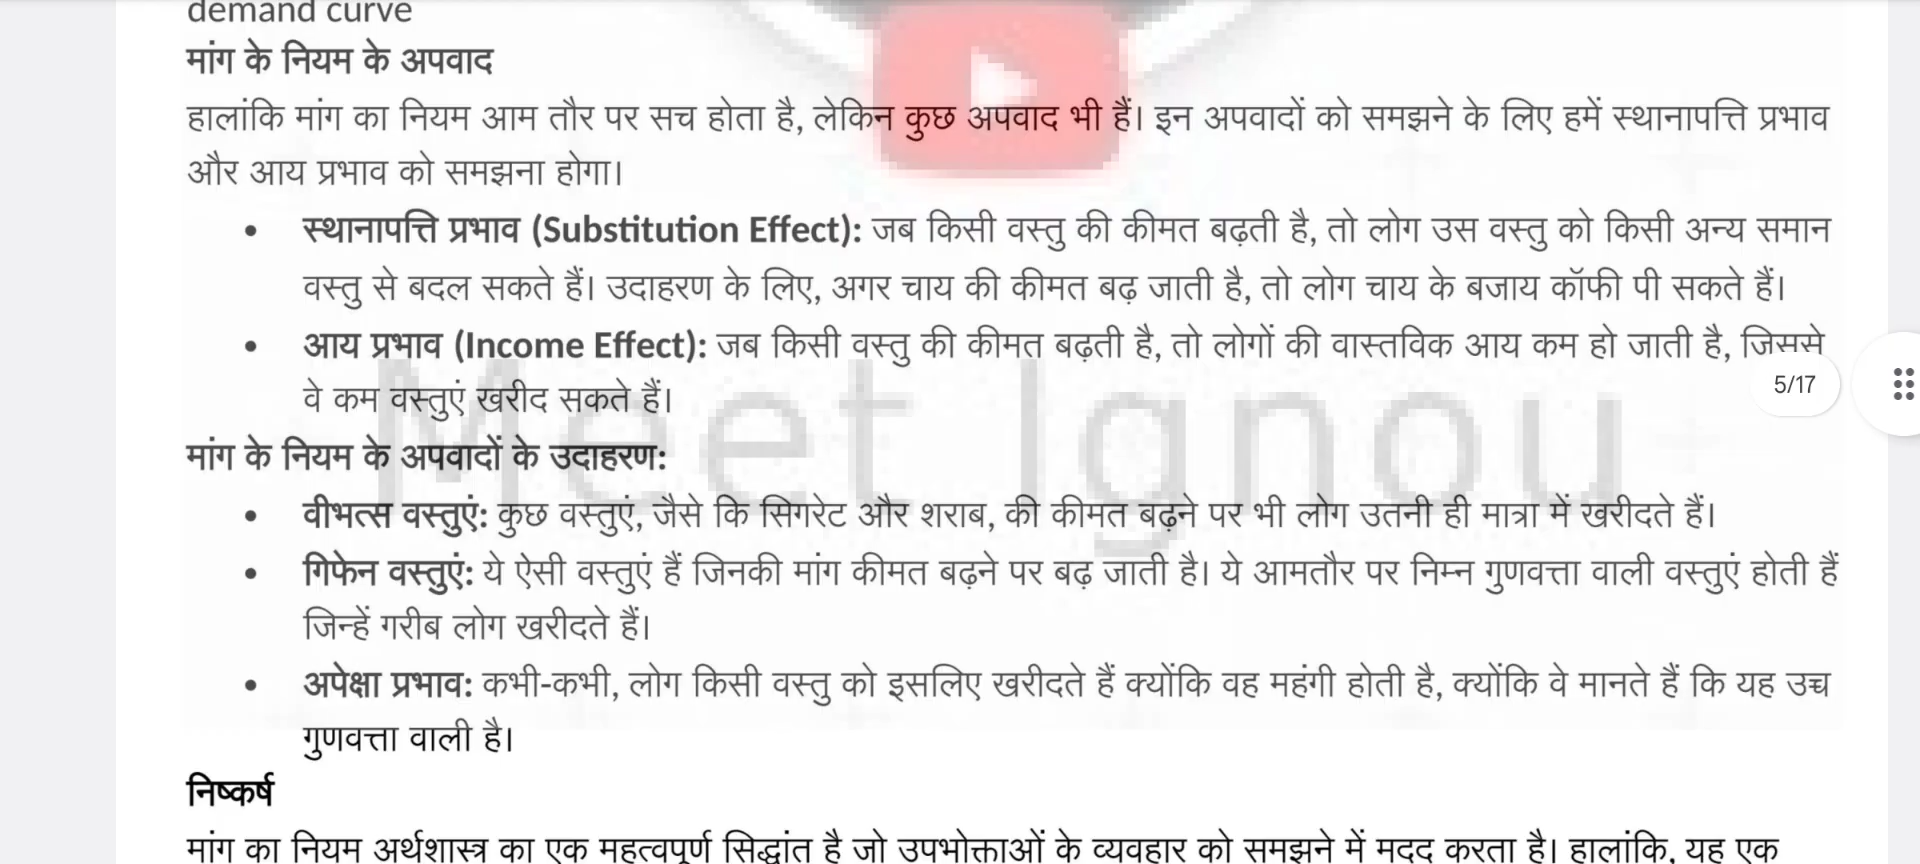 demand curve
मांग के नियम के अपवाद
हालांकि मांग का नियम आम तौर पर सच होता है, लेकिन कुछ अपवाद भी हैं। इन अपवादों को समझने के लिए हमें स्थानापत्ति प्रभाव
और आय प्रभाव को समझना होगा।
• स्थानापत्ति प्रभाव (Substitution Effect): जब किसी वस्तु की कीमत बढ़ती है, तो लोग उस वस्तु को किसी अन्य समान
वस्तु से बदल सकते हैं। उदाहरण के लिए, अगर चाय की कीमत बढ़ जाती है, तो लोग चाय के बजाय कॉफी पी सकते हैं।
• आय प्रभाव (Income Effect): जब किसी वस्तु की कीमत बढ़ती है, तो लोगों की वास्तविक आय कम हो जाती है, जिससे
5/17
वे कम वस्तुएं खरीद सकते हैं।
Meet Ignou
मांग के नियम के अपवादों के उदाहरण:
• वीभत्स वस्तुएं: कुछ वस्तुएं, जैसे कि सिगरेट और शराब, की कीमत बढ़ने पर भी लोग उतनी ही मात्रा में खरीदते हैं।
• गिफेन वस्तुएं: ये ऐसी वस्तुएं हैं जिनकी मांग कीमत बढ़ने पर बढ़ जाती है। ये आमतौर पर निम्न गुणवत्ता वाली वस्तुएं होती हैं
जिन्हें गरीब लोग खरीदते हैं।
• अपेक्षा प्रभाव: कभी-कभी, लोग किसी वस्तु को इसलिए खरीदते हैं क्योंकि वह महंगी होती है, क्योंकि वे मानते हैं कि यह उच्च
गुणवत्ता वाली है।
निष्कर्ष
मांग का नियम अर्थशास्त्र का एक महत्वपूर्ण सिद्धांत है जो उपभोक्ताओं के व्यवहार को समझने में मदद करता है। हालांकि, यह एक